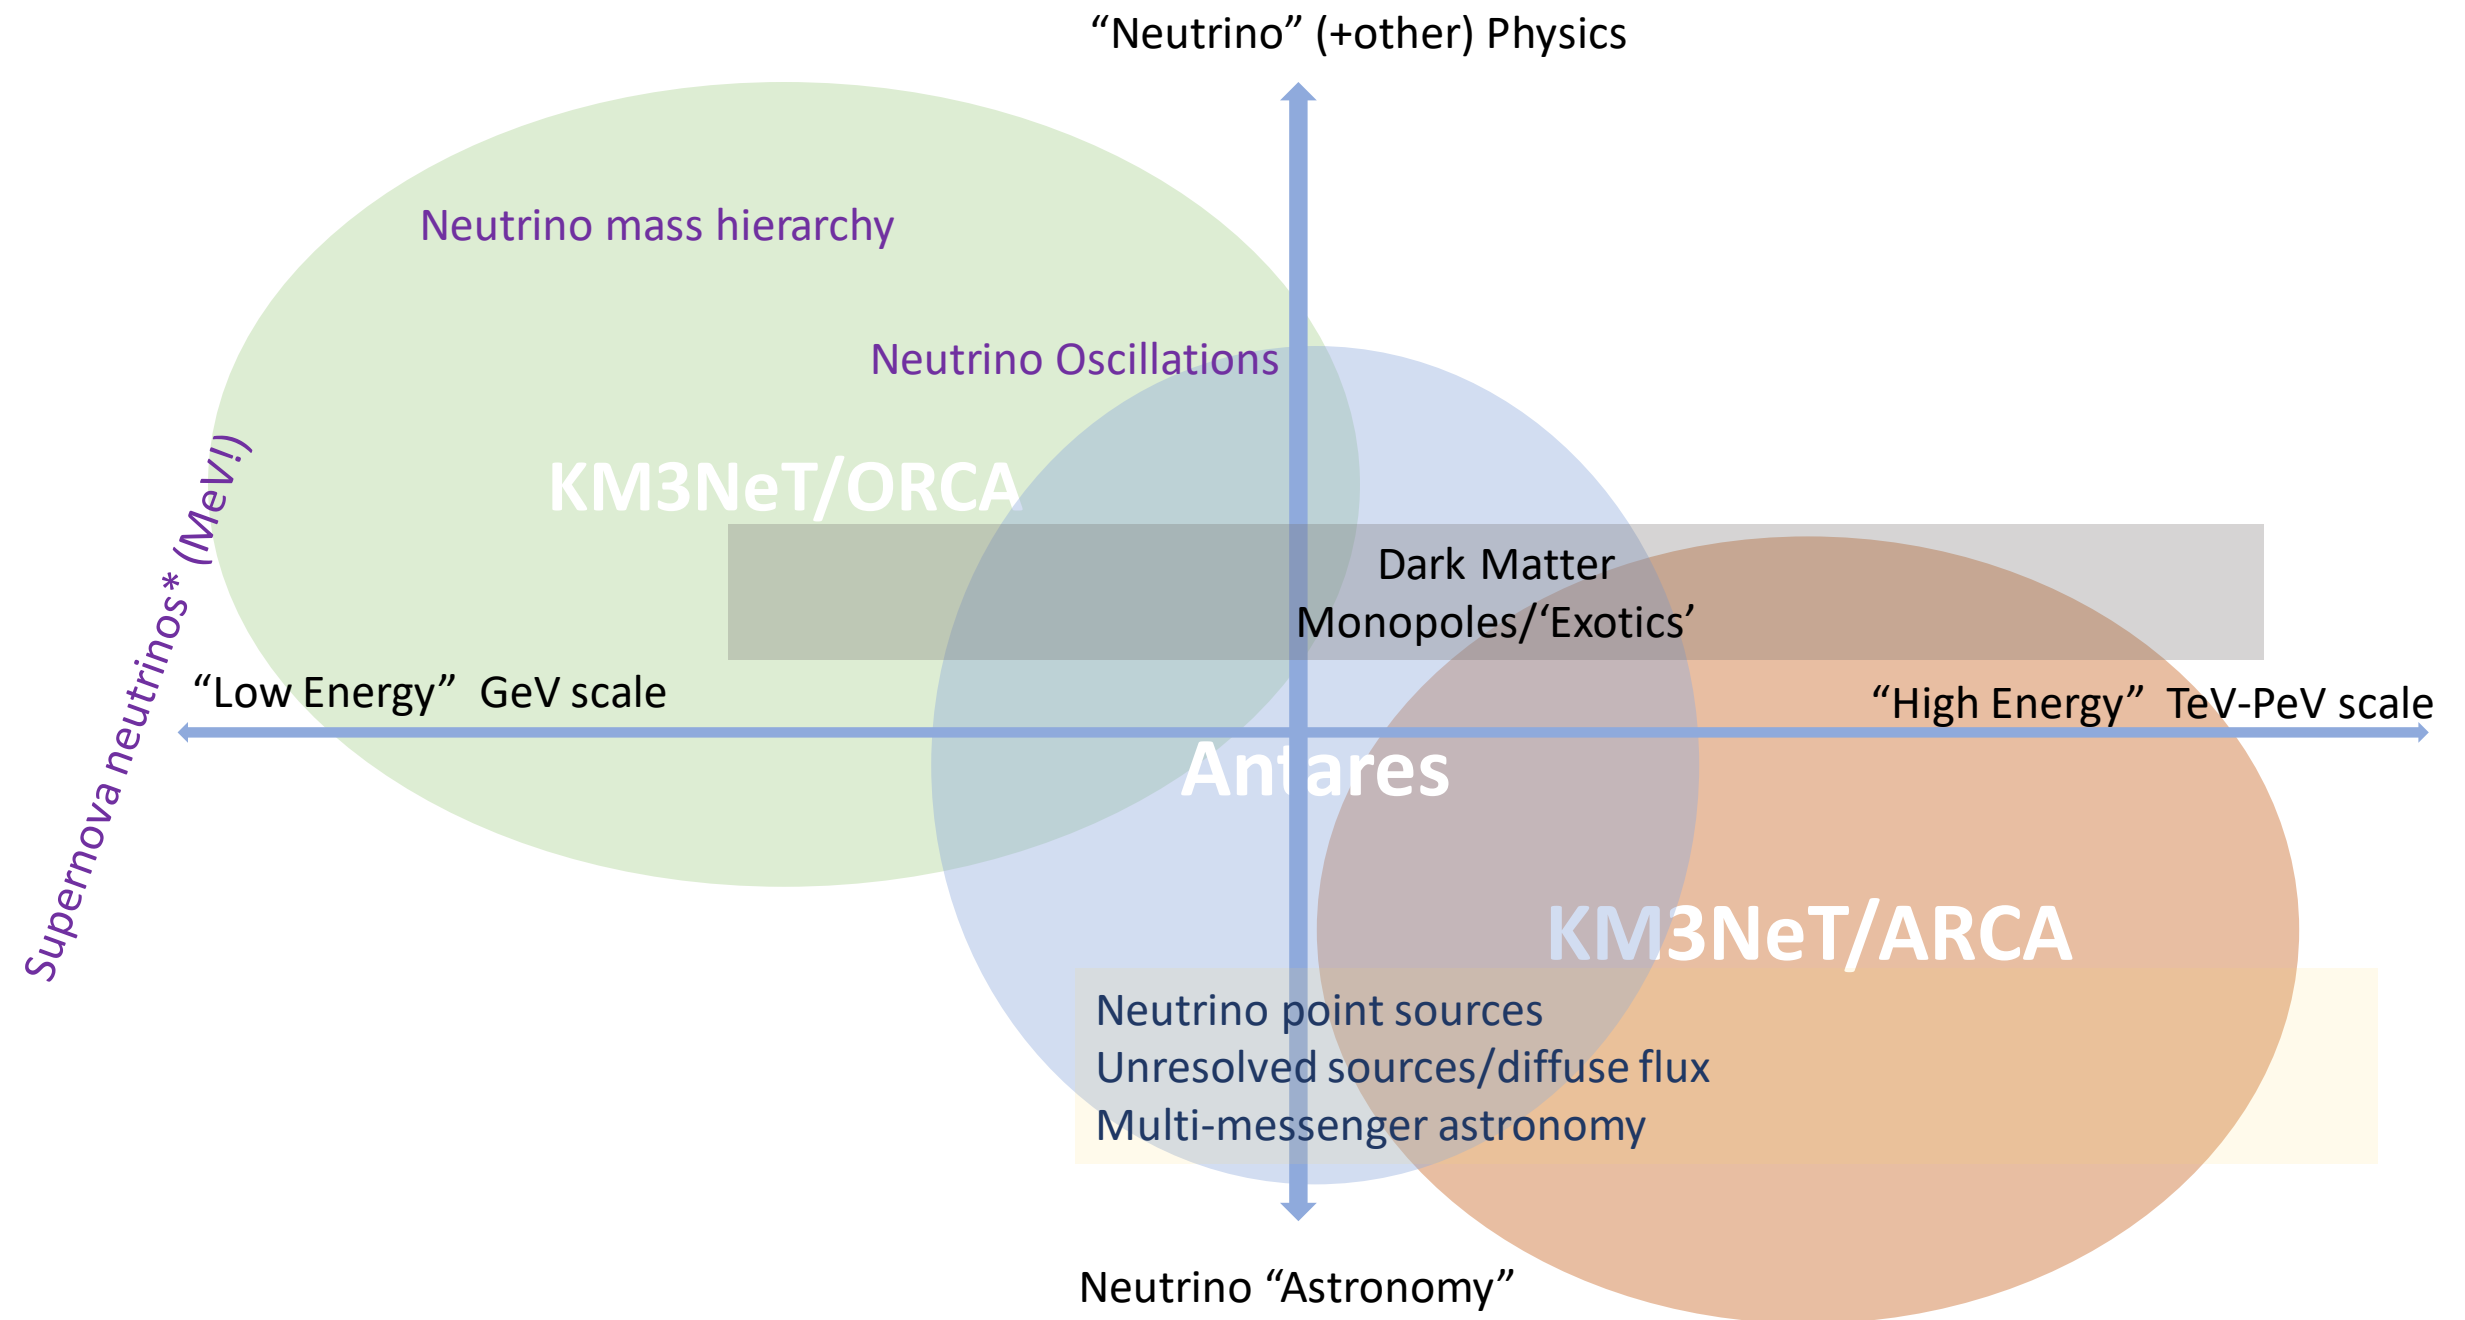 “Neutrino” (+other) Physics
Neutrino mass hierarchy
Neutrino Oscillations
KM3NeT/ORCA
Supernova neutrinos* (MeV!)
Dark Matter
Monopoles/‘Exotics’
“Low Energy”  GeV scale
“High Energy”  TeV-PeV scale
Antares
KM3NeT/ARCA
Neutrino point sources
Unresolved sources/diffuse flux
Multi-messenger astronomy
Neutrino “Astronomy”